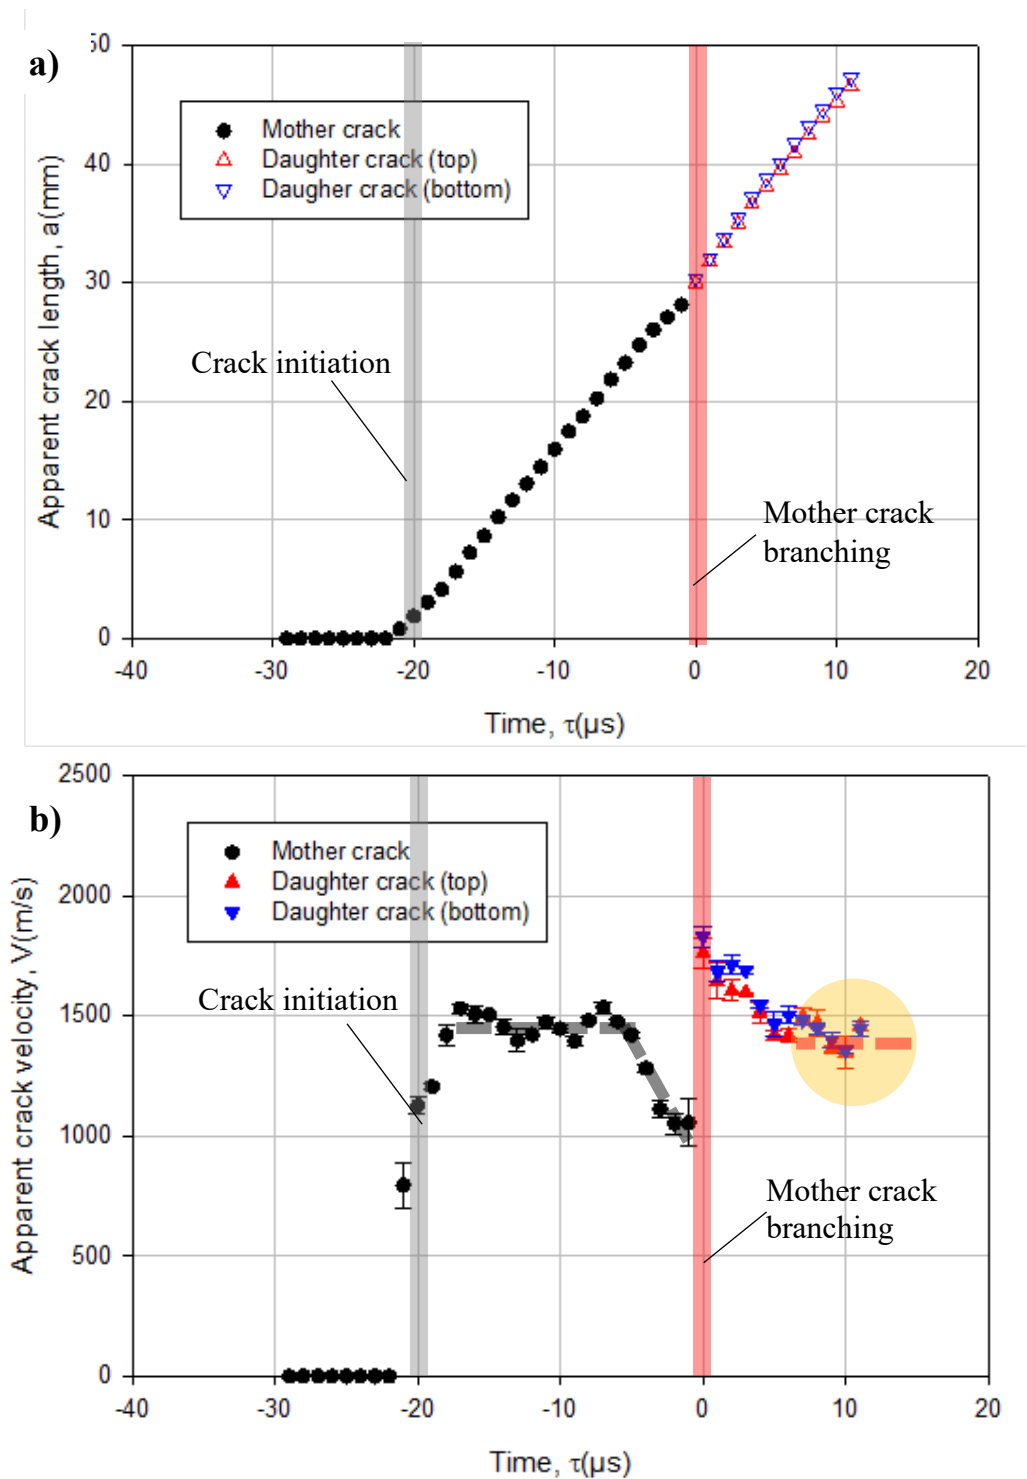 a)
50
40
30
20
10
0
Apparent crack length, a(mm)
Mother crack
Daughter crack (top)
Daugher crack (bottom)
Crack initiation
Mother crack
branching
-40 -30 -20 -10 0 10 20
Time, τ(μs)
b)
2500
2000
1500
1000
500
0
Apparent crack velocity, V(m/s)
Mother crack
Daughter crack (top)
Daughter crack (bottom)
Crack initiation
Mother crack
branching
-40 -30 -20 -10 0 10 20
Time, τ(μs)